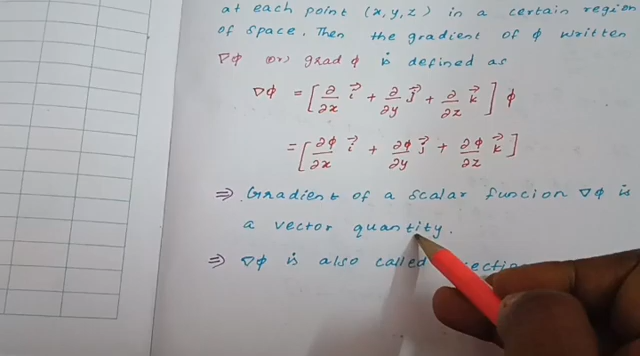 at each point (x, y, z) in a certain region
of space. Then the gradient of ϕ written
∇ϕ (or) grad ϕ is defined as
∇ϕ = [∂/∂x i⃗ + ∂/∂y j⃗ + ∂/∂z k⃗] ϕ
= [∂ϕ/∂x i⃗ + ∂ϕ/∂y j⃗ + ∂ϕ/∂z k⃗]
⇒ Gradient of a scalar funcion ∇ϕ is
a vector quantity.
⇒ ∇ϕ is also called